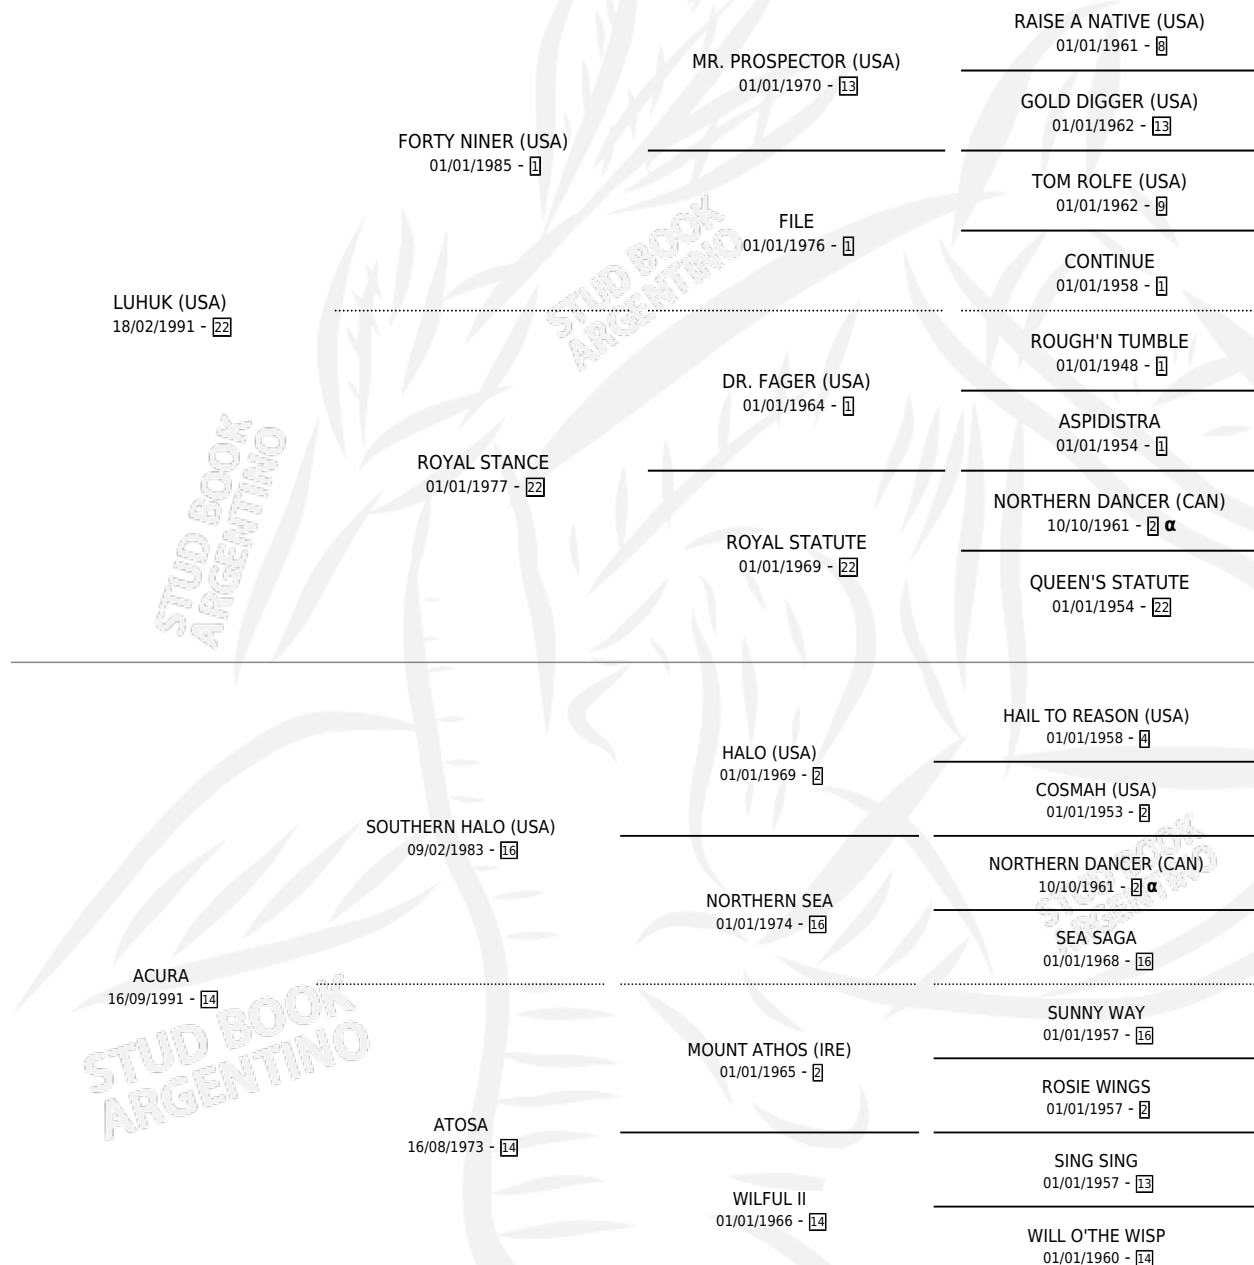 RAISE A NATIVE (USA)
01/01/1961 - 8
MR. PROSPECTOR (USA)
01/01/1970 - 13
GOLD DIGGER (USA)
01/01/1962 - 13
FORTY NINER (USA)
01/01/1985 - 1
TOM ROLFE (USA)
01/01/1962 - 9
FILE
01/01/1976 - 1
CONTINUE
01/01/1958 - 1
LUHUK (USA)
18/02/1991 - 22
ROUGH'N TUMBLE
01/01/1948 - 1
DR. FAGER (USA)
01/01/1964 - 1
ASPIDISTRA
01/01/1954 - 1
ROYAL STANCE
01/01/1977 - 22
NORTHERN DANCER (CAN)
10/10/1961 - 2 α
ROYAL STATUTE
01/01/1969 - 22
QUEEN'S STATUTE
01/01/1954 - 22
HAIL TO REASON (USA)
01/01/1958 - 4
HALO (USA)
01/01/1969 - 2
COSMAH (USA)
01/01/1953 - 2
SOUTHERN HALO (USA)
09/02/1983 - 16
NORTHERN DANCER (CAN)
10/10/1961 - 2 α
NORTHERN SEA
01/01/1974 - 16
SEA SAGA
01/01/1968 - 16
ACURA
16/09/1991 - 14
SUNNY WAY
01/01/1957 - 16
MOUNT ATHOS (IRE)
01/01/1965 - 2
ROSIE WINGS
01/01/1957 - 2
ATOSA
16/08/1973 - 14
SING SING
01/01/1957 - 13
WILFUL II
01/01/1966 - 14
WILL O'THE WISP
01/01/1960 - 14
STUD BOOK
ARGENTINO
STUD BOOK
ARGENTINO
STUD BOOK
ARGENTINO
STUD BOOK
ARGENTINO